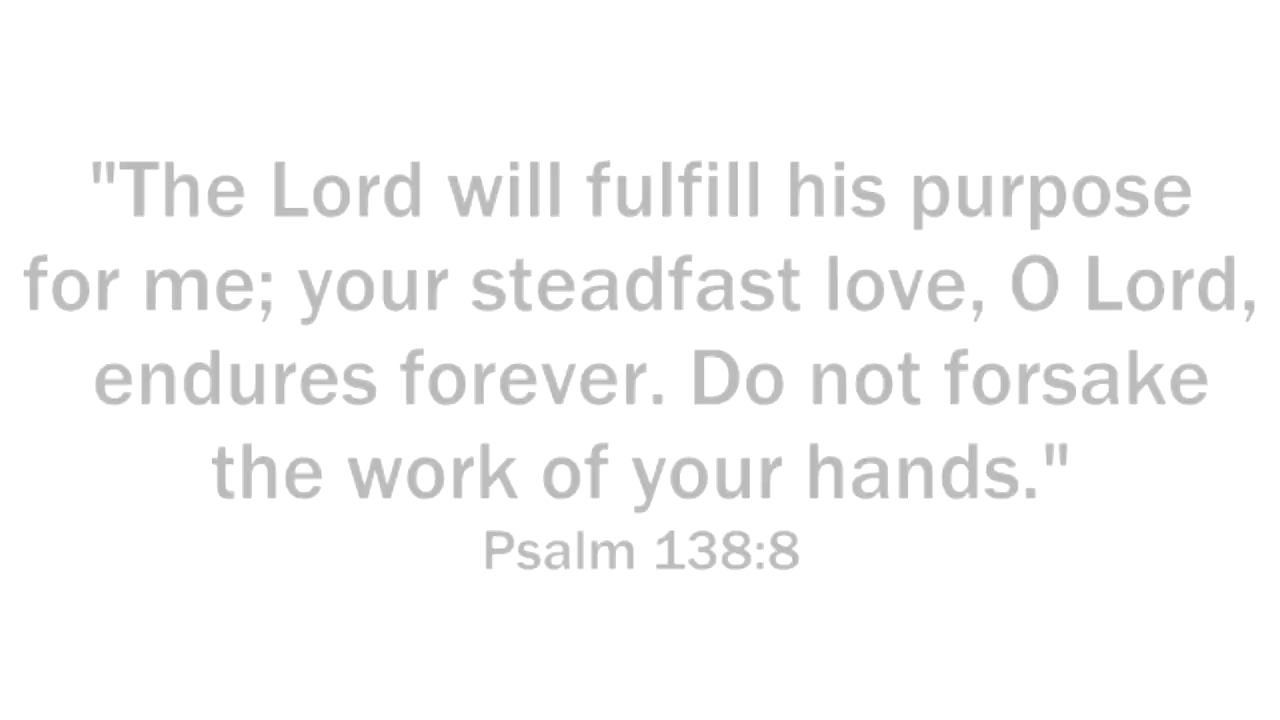 "The Lord will fulfill his purpose
for me; your steadfast love, O Lord,
endures forever. Do not forsake
the work of your hands."
Psalm 138:8